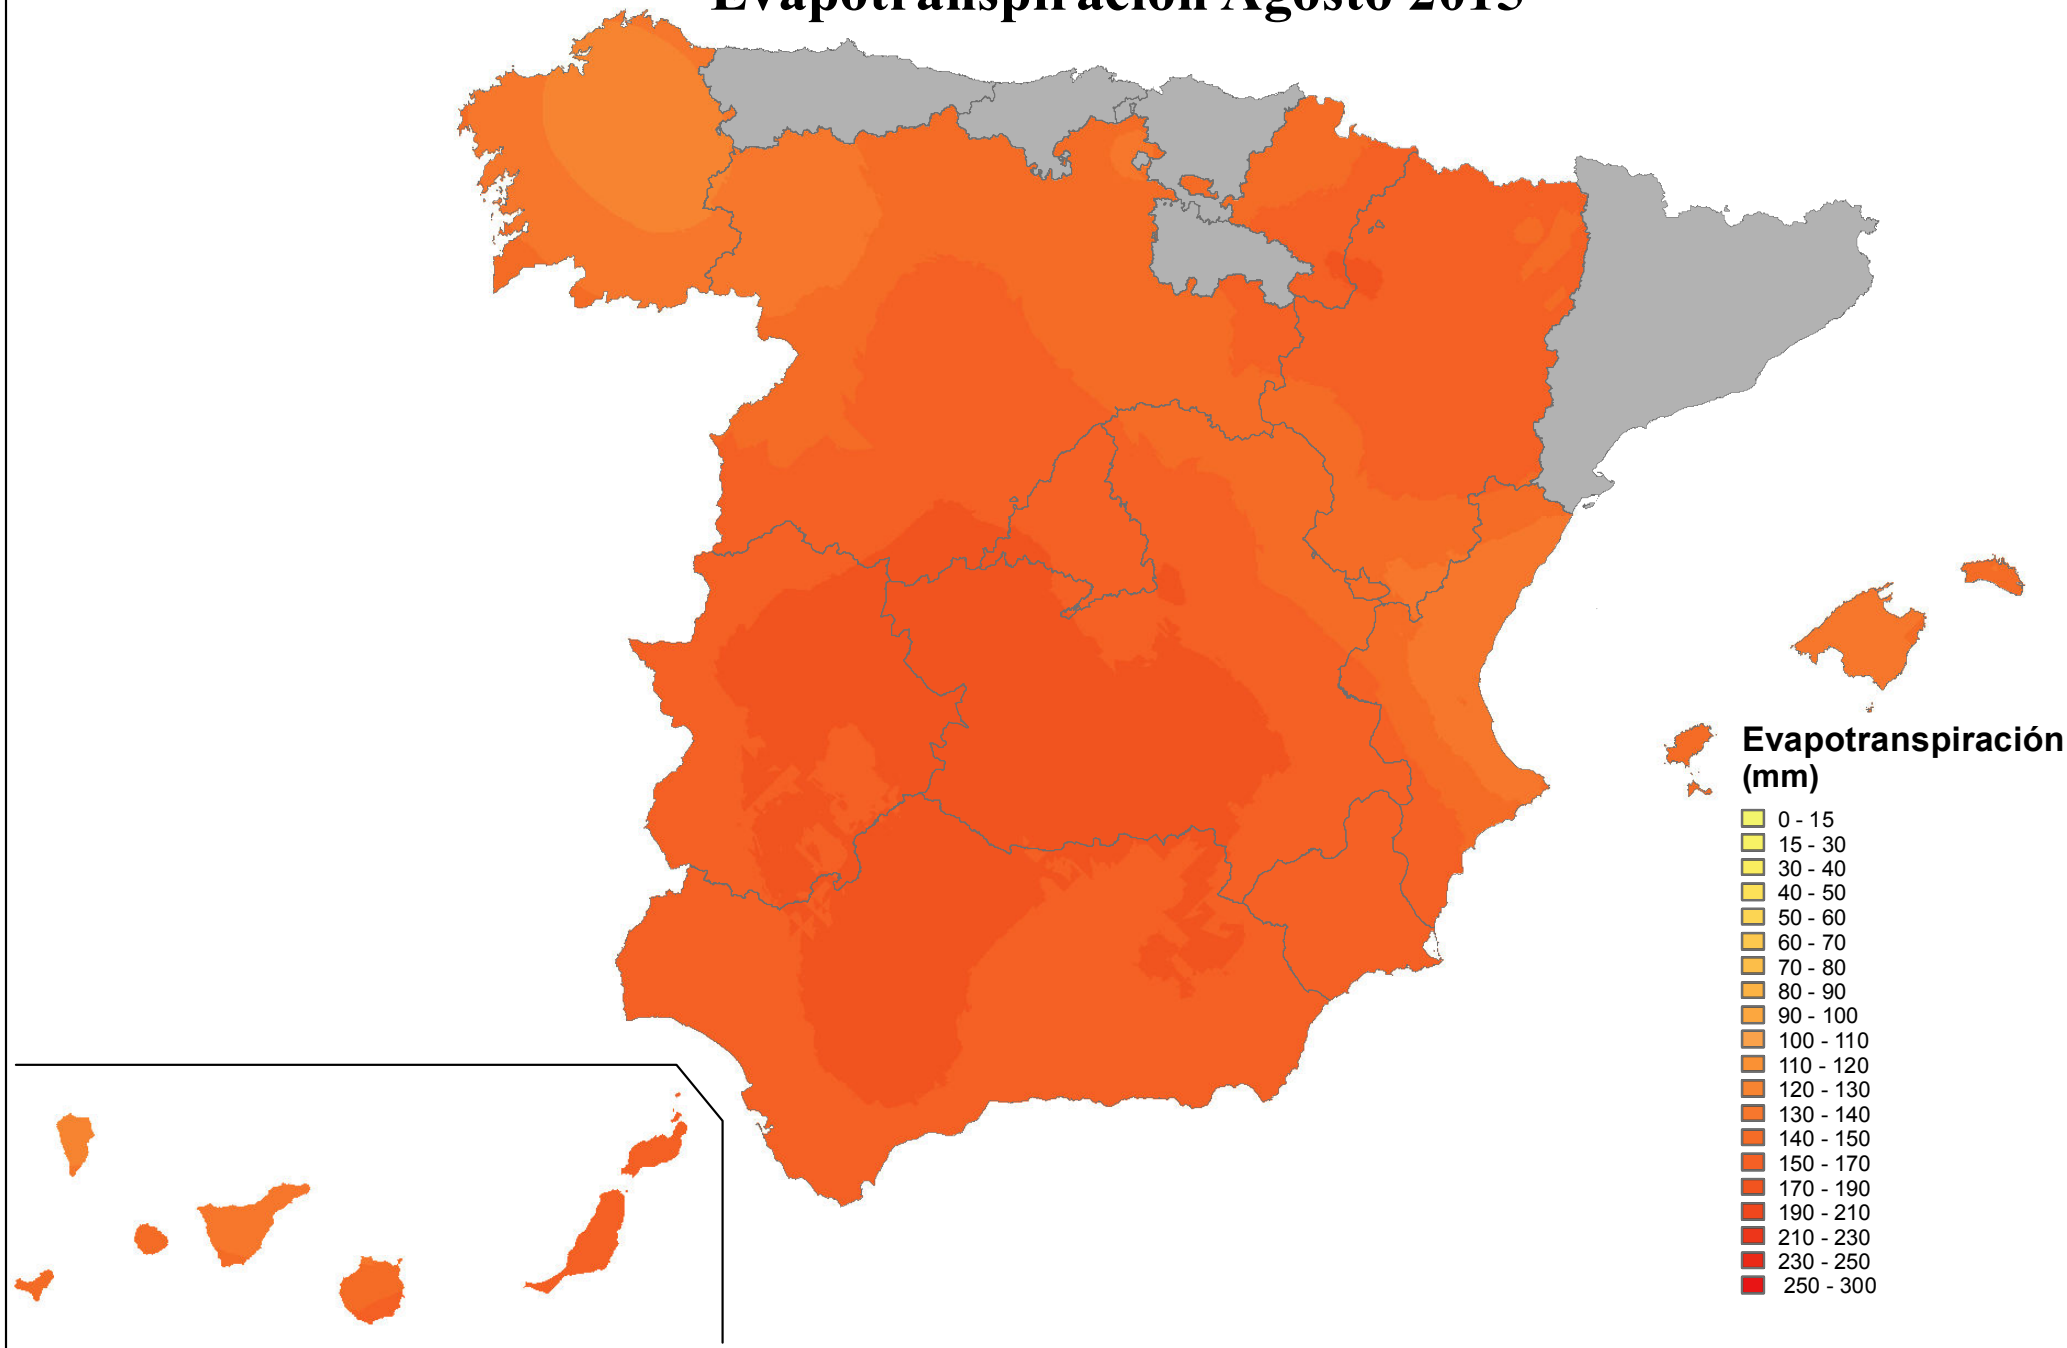 Evapotranspiración Agosto 2015
Evapotranspiración
(mm)
0 - 15
15 - 30
30 - 40
40 - 50
50 - 60
60 - 70
70 - 80
80 - 90
90 - 100
100 - 110
110 - 120
120 - 130
130 - 140
140 - 150
150 - 170
170 - 190
190 - 210
210 - 230
230 - 250
250 - 300